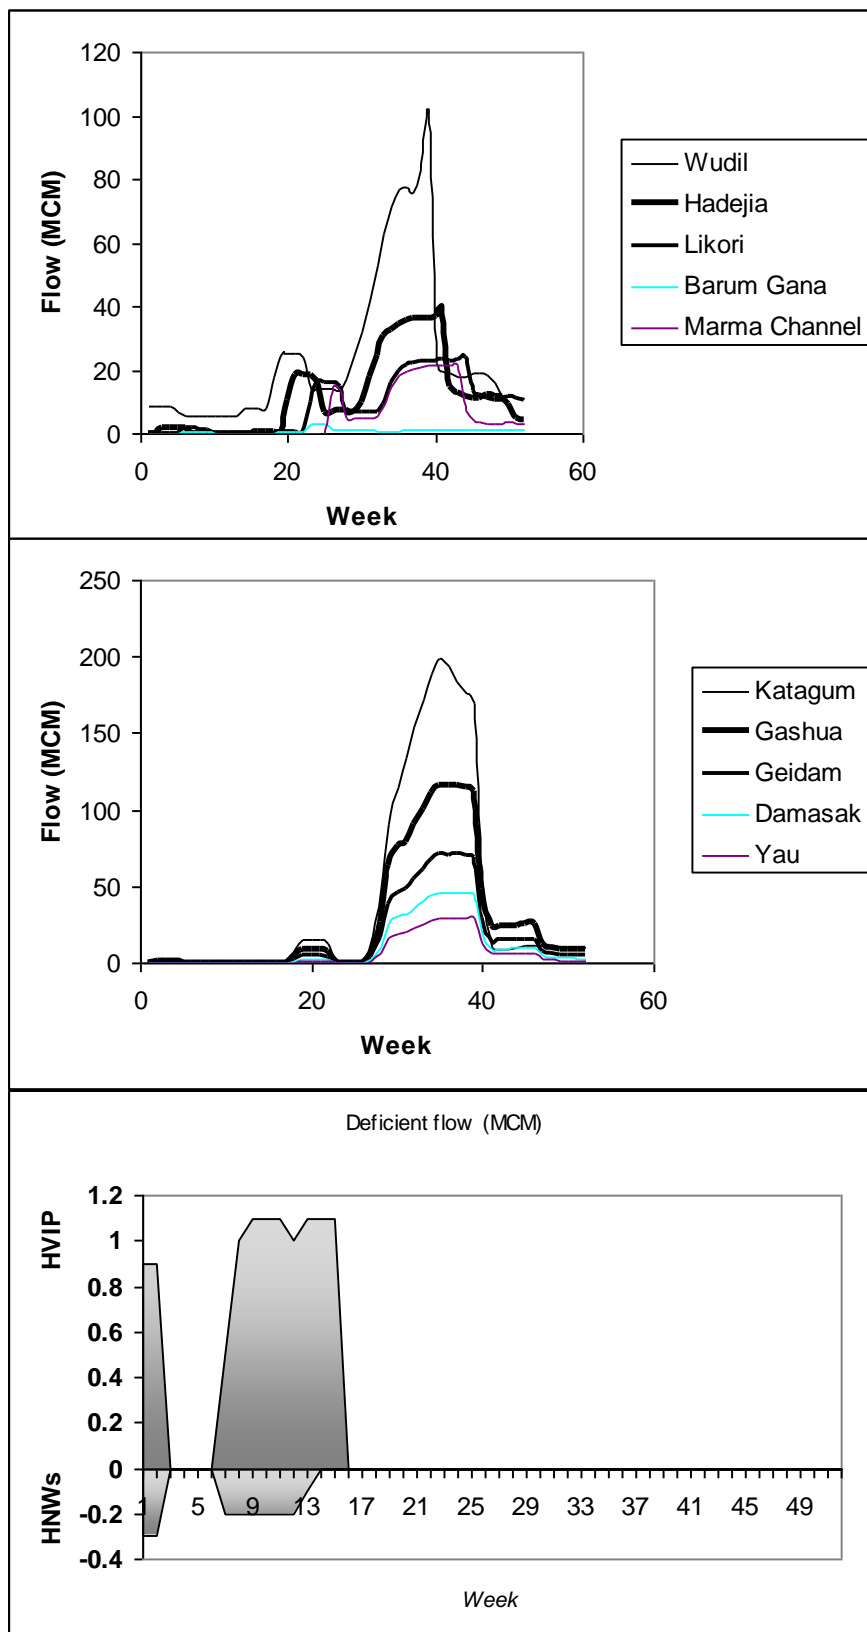 120
100
80
60
40
20
0
0 20 40 60
Flow (MCM)
Week
Wudil
Hadejia
Likori
Barum Gana
Marma Channel
250
200
150
100
50
0
0 20 40 60
Flow (MCM)
Week
Katagum
Gashua
Geidam
Damasak
Yau
Deficient flow (MCM)
1.2
1
0.8
0.6
0.4
0.2
0
-0.2
-0.4
HVIP
HNWs
1 5 9 13 17 21 25 29 33 37 41 45 49
Week